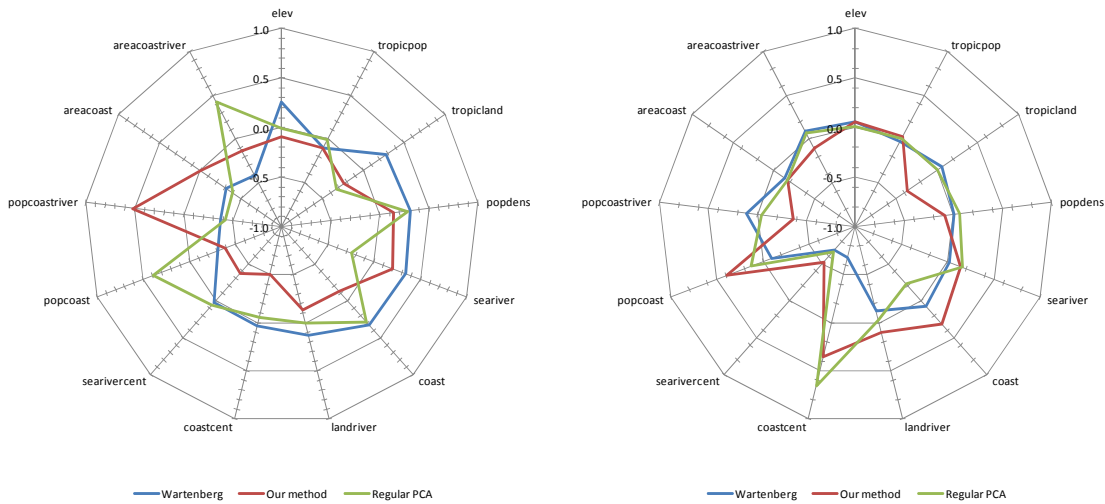 elev
tropicpop
tropicland
popdens
seariver
coast
landriver
coastcent
searivercent
popcoast
popcoastriver
areacoast
areacoastriver
1.0
0.5
0.0
-0.5
-1.0
Wartenberg
Our method
Regular PCA
elev
tropicpop
tropicland
popdens
seariver
coast
landriver
coastcent
searivercent
popcoast
popcoastriver
areacoast
areacoastriver
1.0
0.5
0.0
-0.5
-1.0
Wartenberg
Our method
Regular PCA